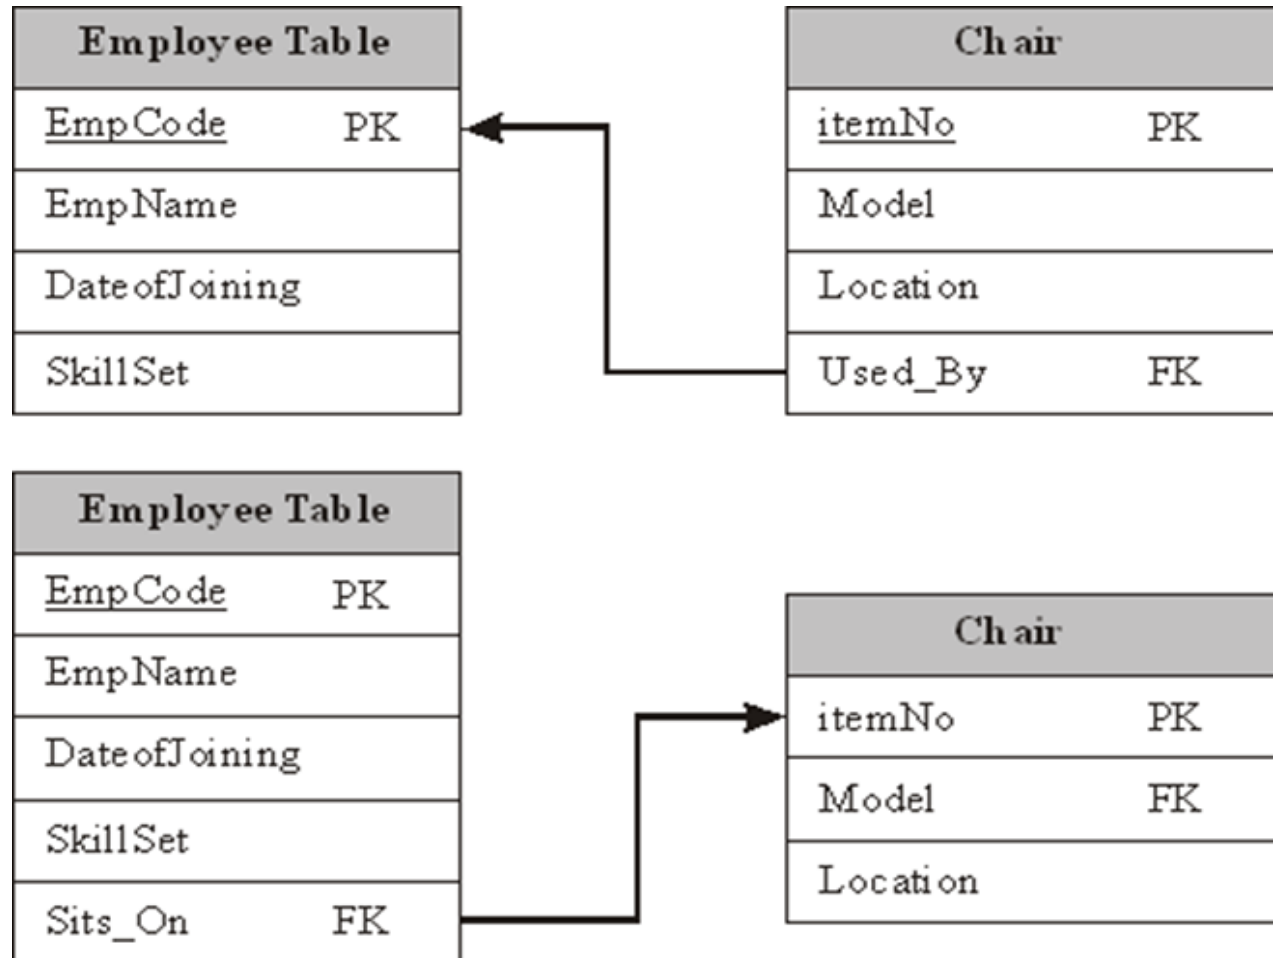 Employee Table
EmpCode PK
EmpName
DateofJoining
SkillSet
Chair
itemNo PK
Model
Location
Used_By FK
Employee Table
EmpCode PK
EmpName
DateofJoining
SkillSet
Sits_On FK
Chair
itemNo PK
Model FK
Location